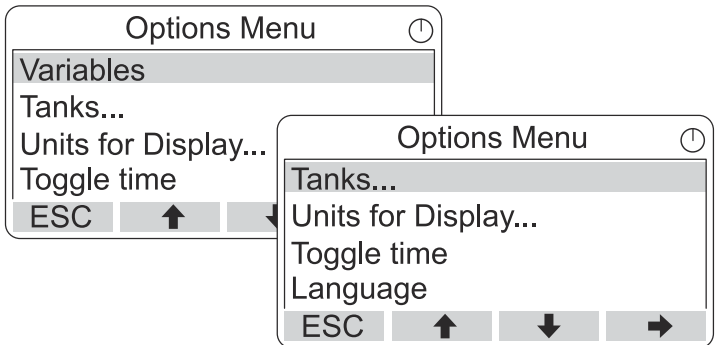 Options Menu
Variables
Tanks...
Units for Display...
Toggle time
ESC
Options Menu
Tanks...
Units for Display...
Toggle time
Language
ESC